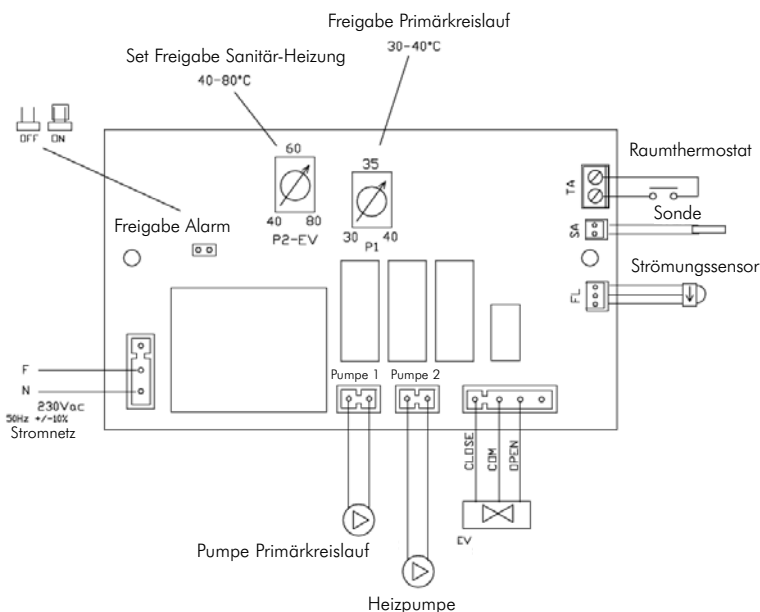 Freigabe Primärkreislauf
30-40°C
Set Freigabe Sanitär-Heizung
40-80°C
OFF ON
60
40 80
P2-EV
35
30 40
P1
Freigabe Alarm
Raumthermostat
TA
Sonde
SA
Strömungssensor
FL
F
N
230Vac
50Hz +/-10%
Stromnetz
Pumpe 1 Pumpe 2
CLOSE
COM
OPEN
EV
Pumpe Primärkreislauf
Heizpumpe